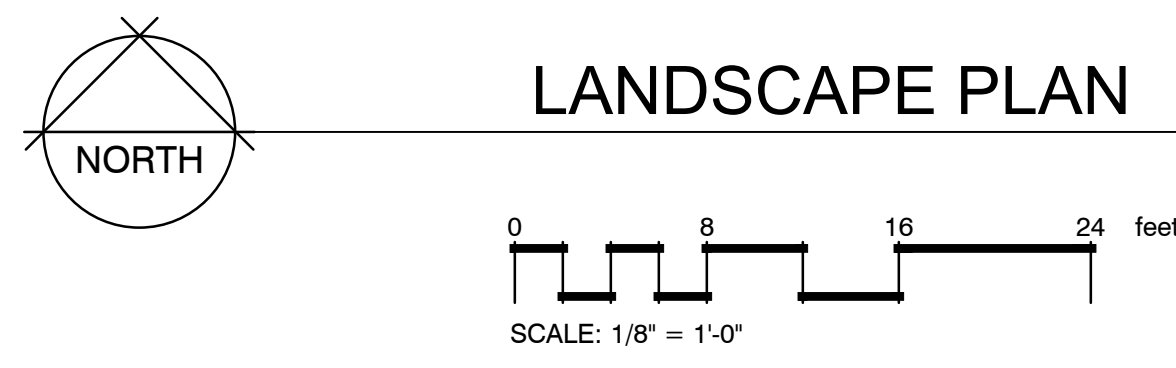 LANDSCAPE PLAN
NORTH
0 8 16 24 feet
SCALE: 1/8" = 1'-0"